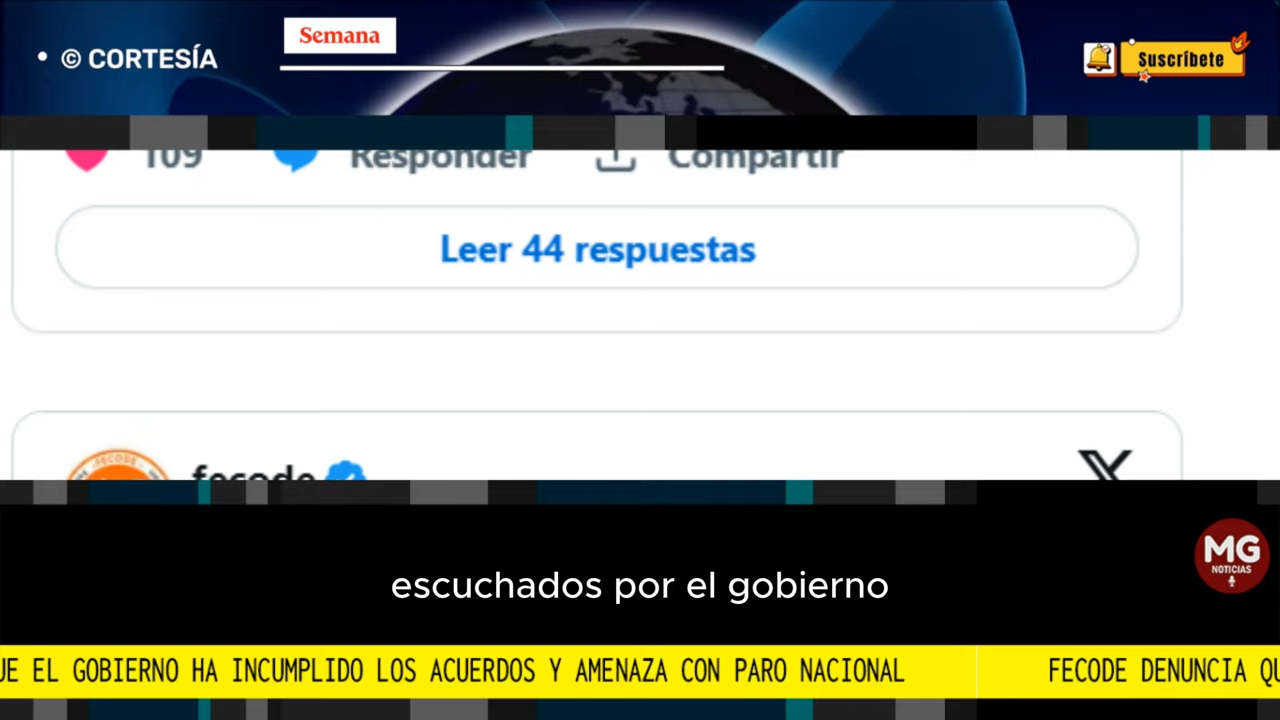 Semana
• © CORTESÍA
Suscríbete
109 Responder Compartir
Leer 44 respuestas
FECODE
fecode
MG
NOTICIAS
escuchados por el gobierno
UE EL GOBIERNO HA INCUMPLIDO LOS ACUERDOS Y AMENAZA CON PARO NACIONAL FECODE DENUNCIA QU